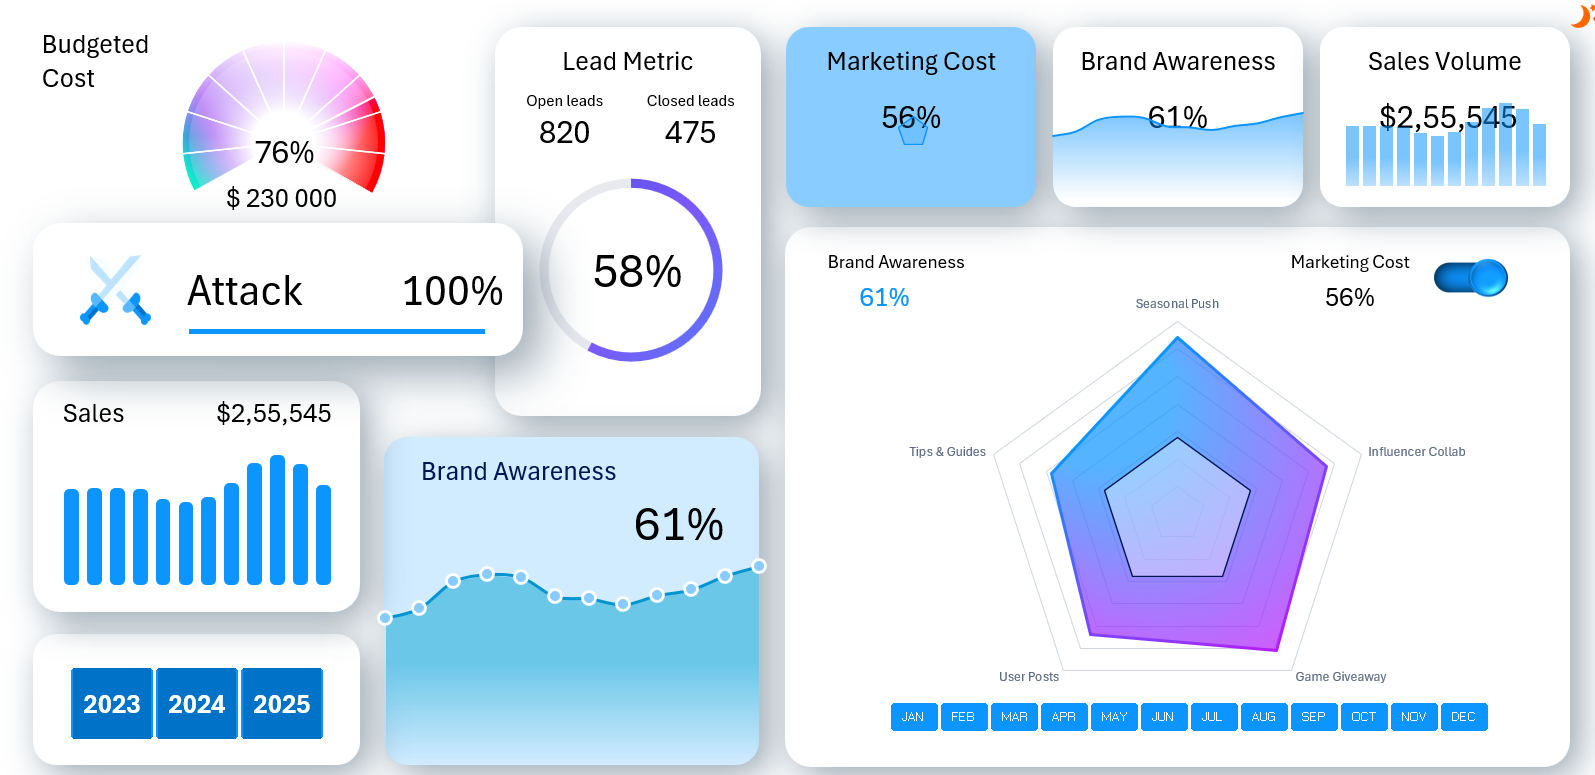 Budgeted
Cost
76%
$ 230 000
Lead Metric
Open leads
Closed leads
820
475
58%
Marketing Cost
56%
Brand Awareness
61%
Sales Volume
$2,55,545
Attack
100%
Sales
$2,55,545
2023
2024
2025
Brand Awareness
61%
Brand Awareness
61%
Marketing Cost
56%
Seasonal Push
Tips & Guides
Influencer Collab
User Posts
Game Giveaway
JAN
FEB
MAR
APR
MAY
JUN
JUL
AUG
SEP
OCT
NOV
DEC